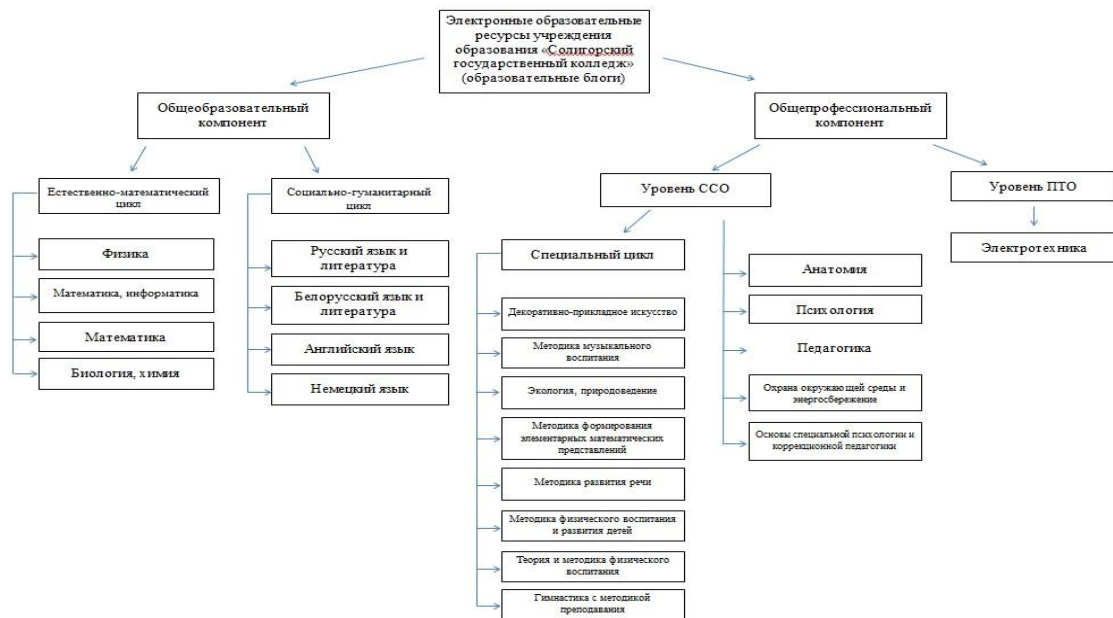 Электронные образовательные
ресурсы учреждения
образования «Солигорский
государственный колледж»
(образовательные блоги)
Общеобразовательный
компонент
Общепрофессиональный
компонент
Естественно-математический
цикл
Социально-гуманитарный
цикл
Уровень ССО
Уровень ПТО
Физика
Математика, информатика
Математика
Биология, химия
Русский язык и
литература
Белорусский язык и
литература
Английский язык
Немецкий язык
Специальный цикл
Декоративно-прикладное искусство
Методика музыкального
воспитания
Экология, природоведение
Методика формирования
элементарных математических
представлений
Методика развития речи
Методика физического воспитания
и развития детей
Теория и методика физического
воспитания
Гимнастика с методикой
преподавания
Анатомия
Психология
Педагогика
Охрана окружающей среды и
энергосбережение
Основы специальной психологии и
коррекционной педагогики
Электротехника